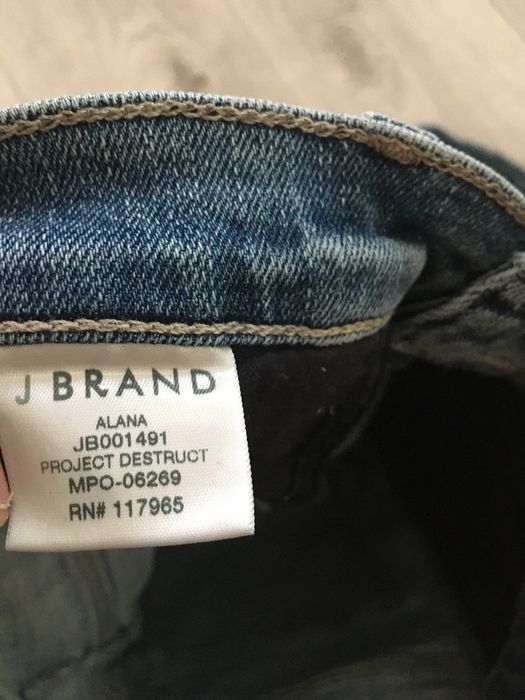 J BRAND
ALANA
JB001491
PROJECT DESTRUCT
MPO-06269
RN# 117965